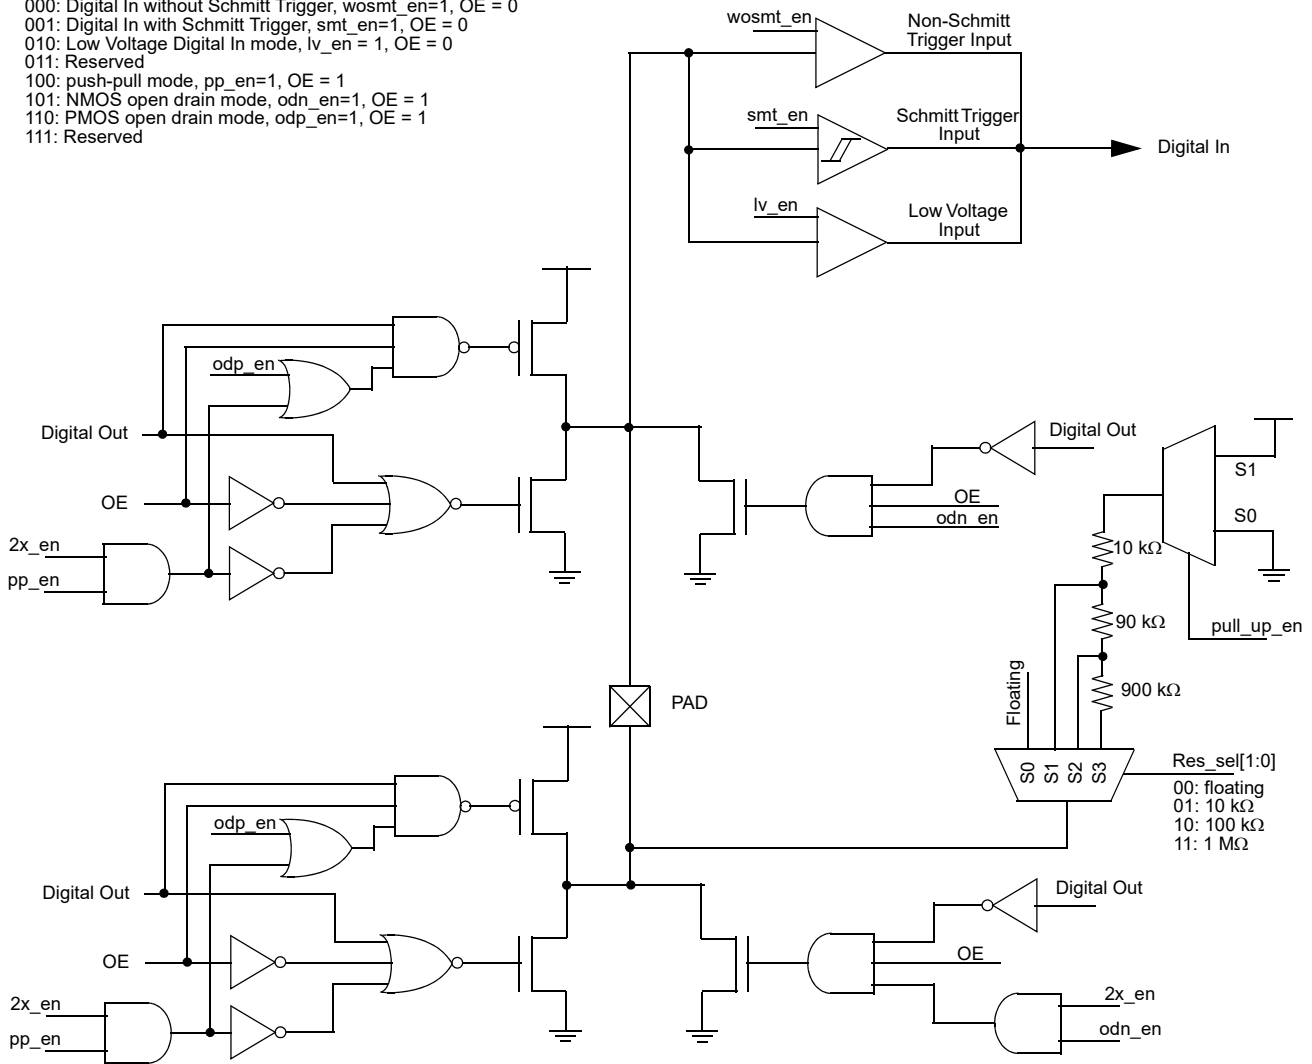 000: Digital In without Schmitt Trigger, wosmt_en=1, OE = 0
001: Digital In with Schmitt Trigger, smt_en=1, OE = 0
010: Low Voltage Digital In mode, lv_en = 1, OE = 0
011: Reserved
100: push-pull mode, pp_en=1, OE = 1
101: NMOS open drain mode, odn_en=1, OE = 1
110: PMOS open drain mode, odp_en=1, OE = 1
111: Reserved
wosmt_en
Non-Schmitt
Trigger Input
smt_en
Schmitt Trigger
Input
Digital In
lv_en
Low Voltage
Input
odp_en
Digital Out
OE
2x_en
pp_en
Digital Out
OE
odn_en
S1
S0
10 kΩ
90 kΩ
pull_up_en
900 kΩ
Floating
PAD
S0
S1
S2
S3
Res_sel[1:0]
00: floating
01: 10 kΩ
10: 100 kΩ
11: 1 MΩ
odp_en
Digital Out
OE
2x_en
pp_en
Digital Out
OE
2x_en
odn_en